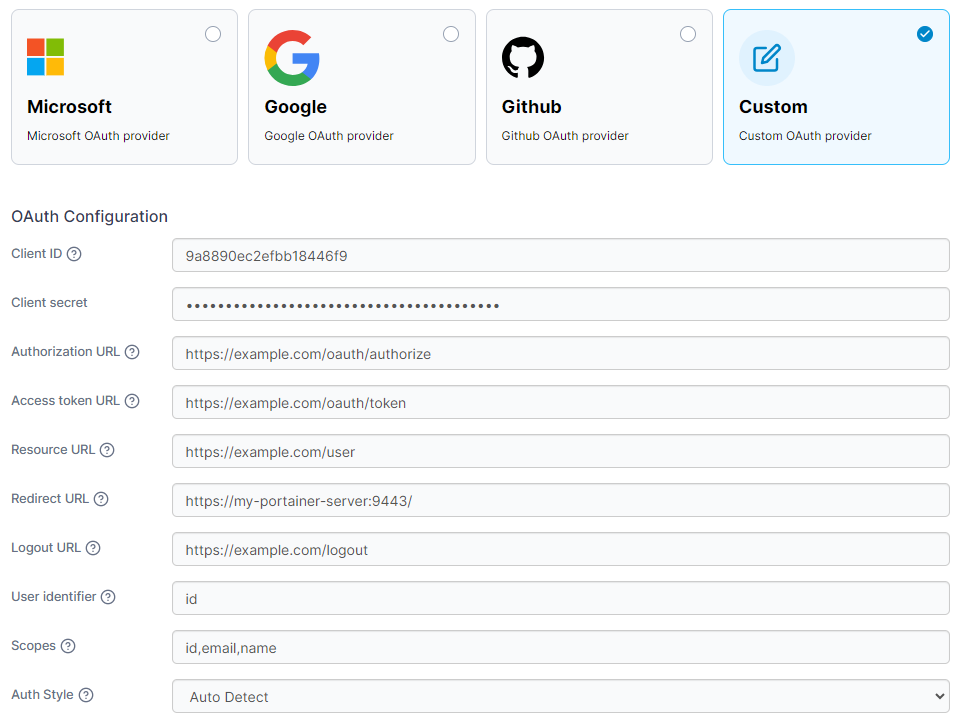 Microsoft
Microsoft OAuth provider
Google
Google OAuth provider
Github
Github OAuth provider
Custom
Custom OAuth provider
OAuth Configuration
Client ID
9a8890ec2efbb18446f9
Client secret
••••••••••••••••••••••••••••••••••••••••
Authorization URL
https://example.com/oauth/authorize
Access token URL
https://example.com/oauth/token
Resource URL
https://example.com/user
Redirect URL
https://my-portainer-server:9443/
Logout URL
https://example.com/logout
User identifier
id
Scopes
id,email,name
Auth Style
Auto Detect